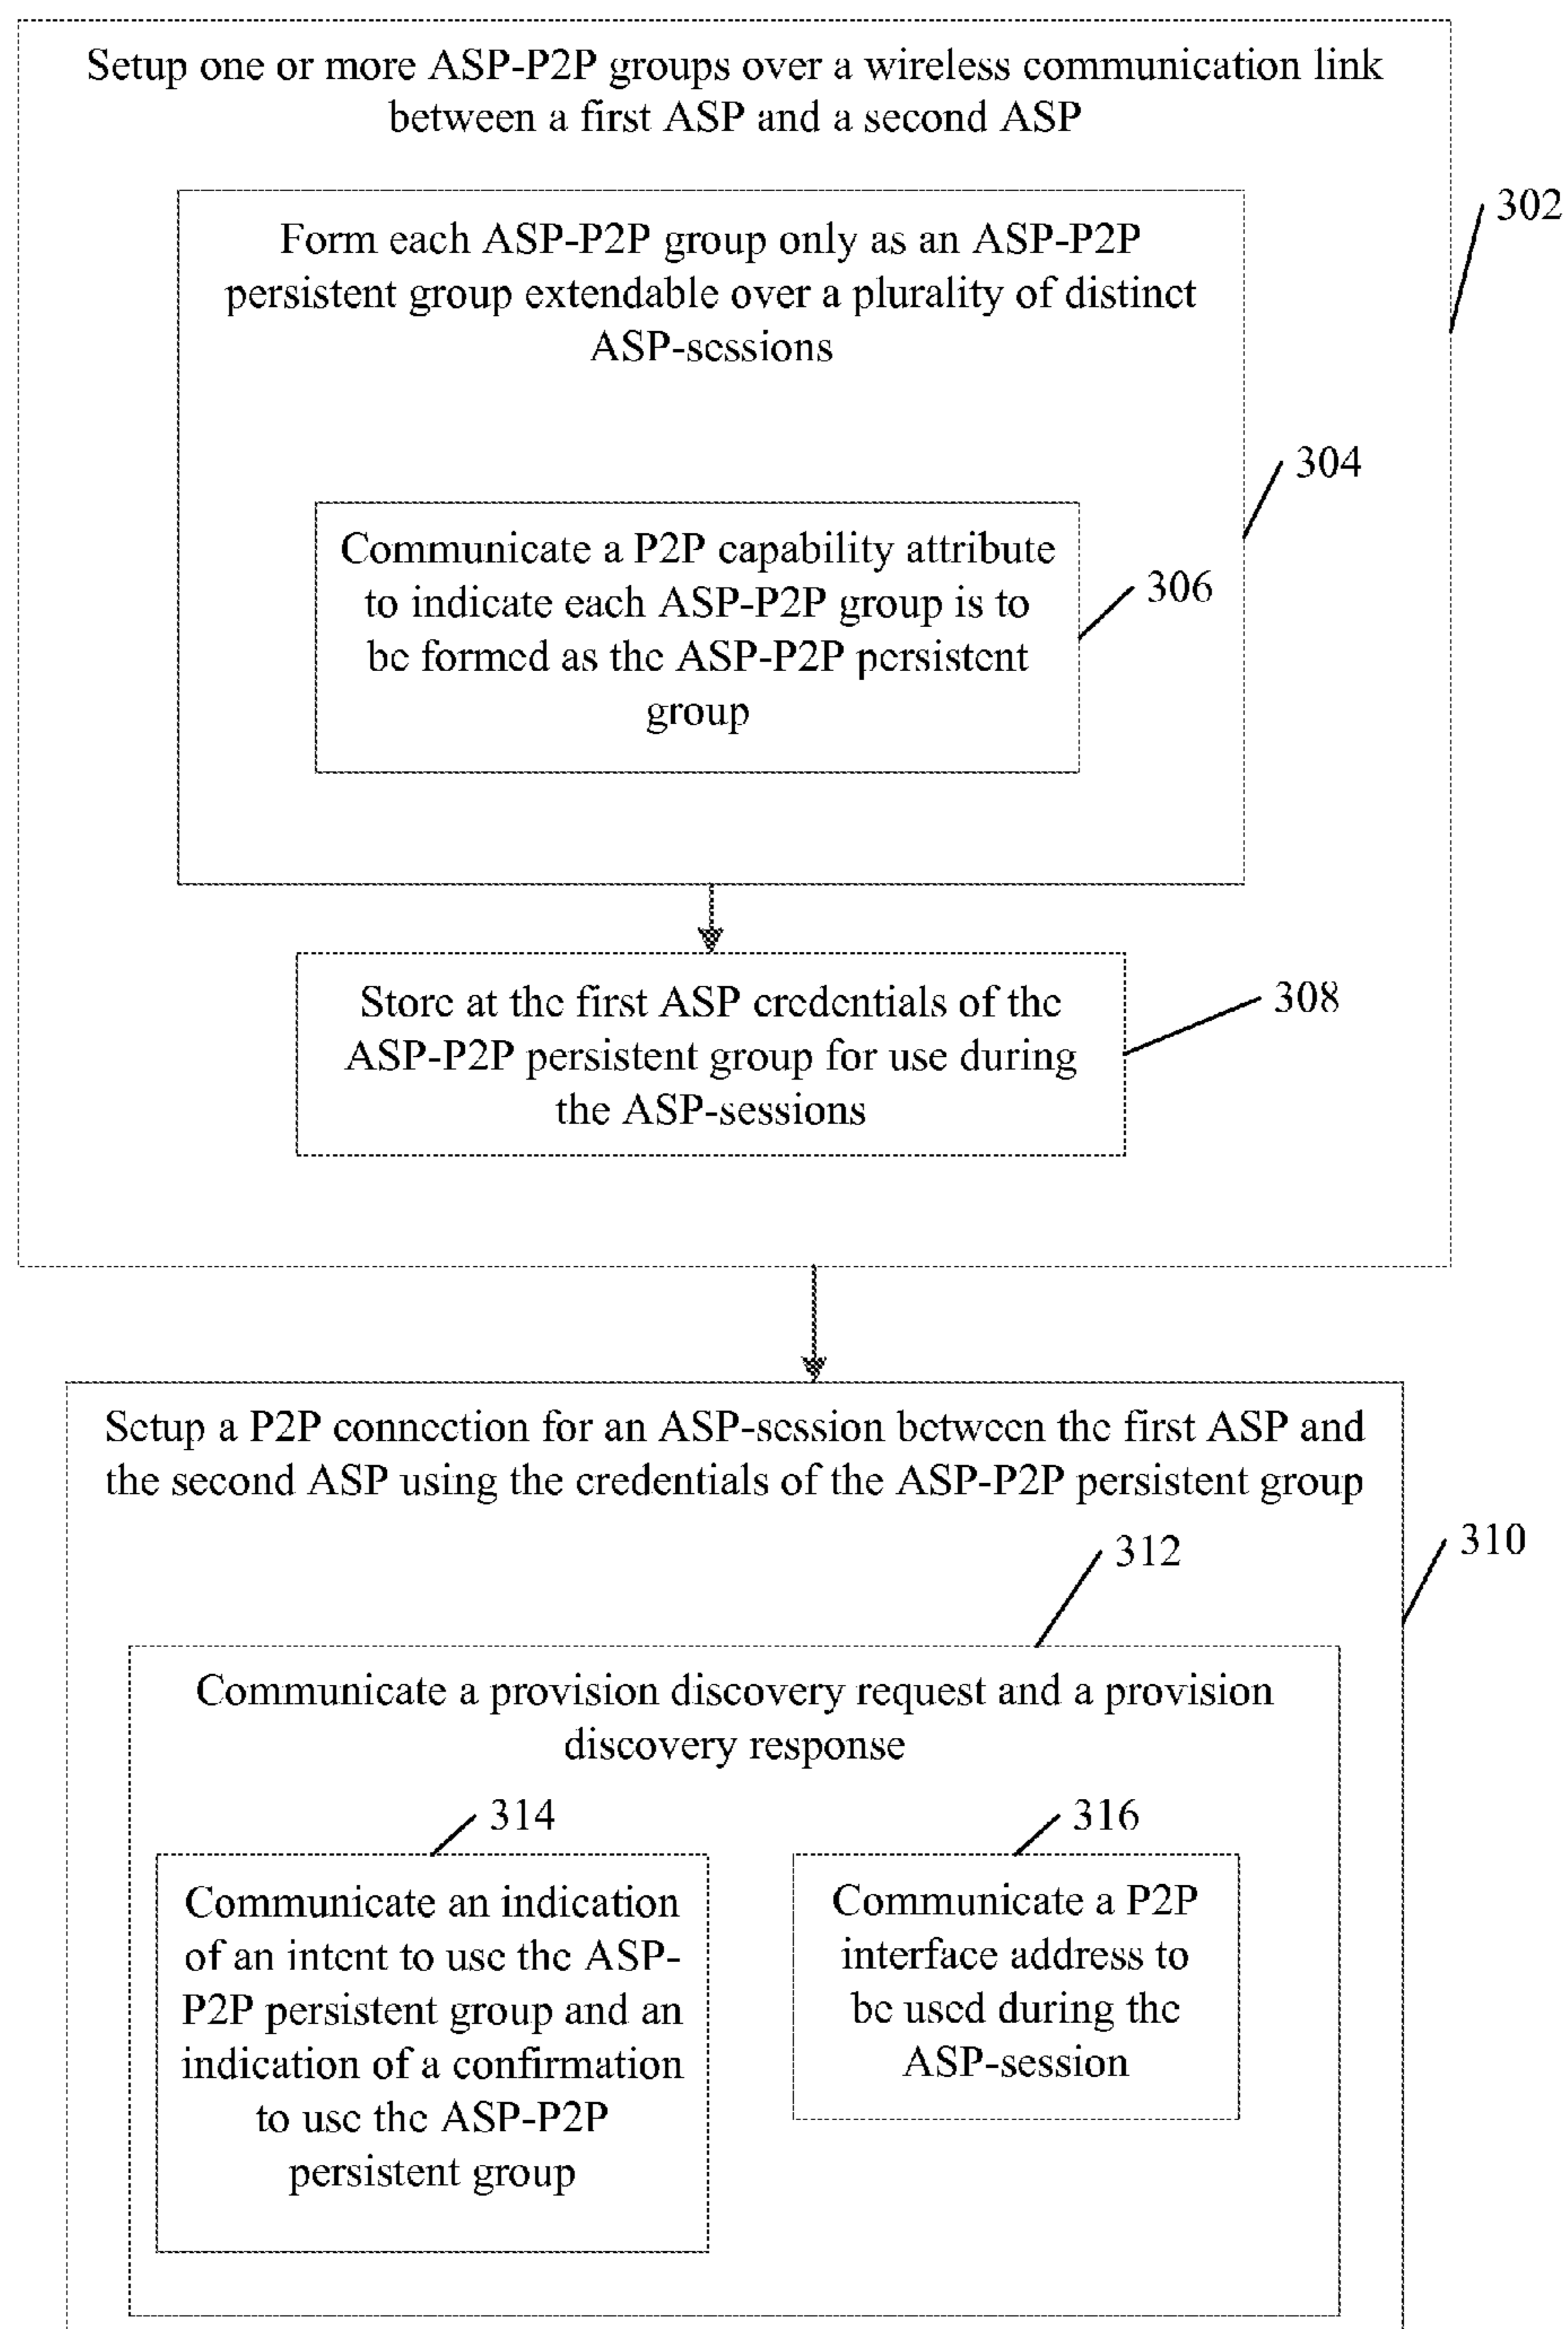 Setup one or more ASP-P2P groups over a wireless communication link
between a first ASP and a second ASP
302
Form each ASP-P2P group only as an ASP-P2P
persistent group extendable over a plurality of distinct
ASP-sessions
304
Communicate a P2P capability attribute
to indicate each ASP-P2P group is to
be formed as the ASP-P2P persistent
group
306
Store at the first ASP credentials of the
ASP-P2P persistent group for use during
the ASP-sessions
308
Setup a P2P connection for an ASP-session between the first ASP and
the second ASP using the credentials of the ASP-P2P persistent group
310
312
Communicate a provision discovery request and a provision
discovery response
314
Communicate an indication
of an intent to use the ASP-
P2P persistent group and an
indication of a confirmation
to use the ASP-P2P
persistent group
316
Communicate a P2P
interface address to
be used during the
ASP-session